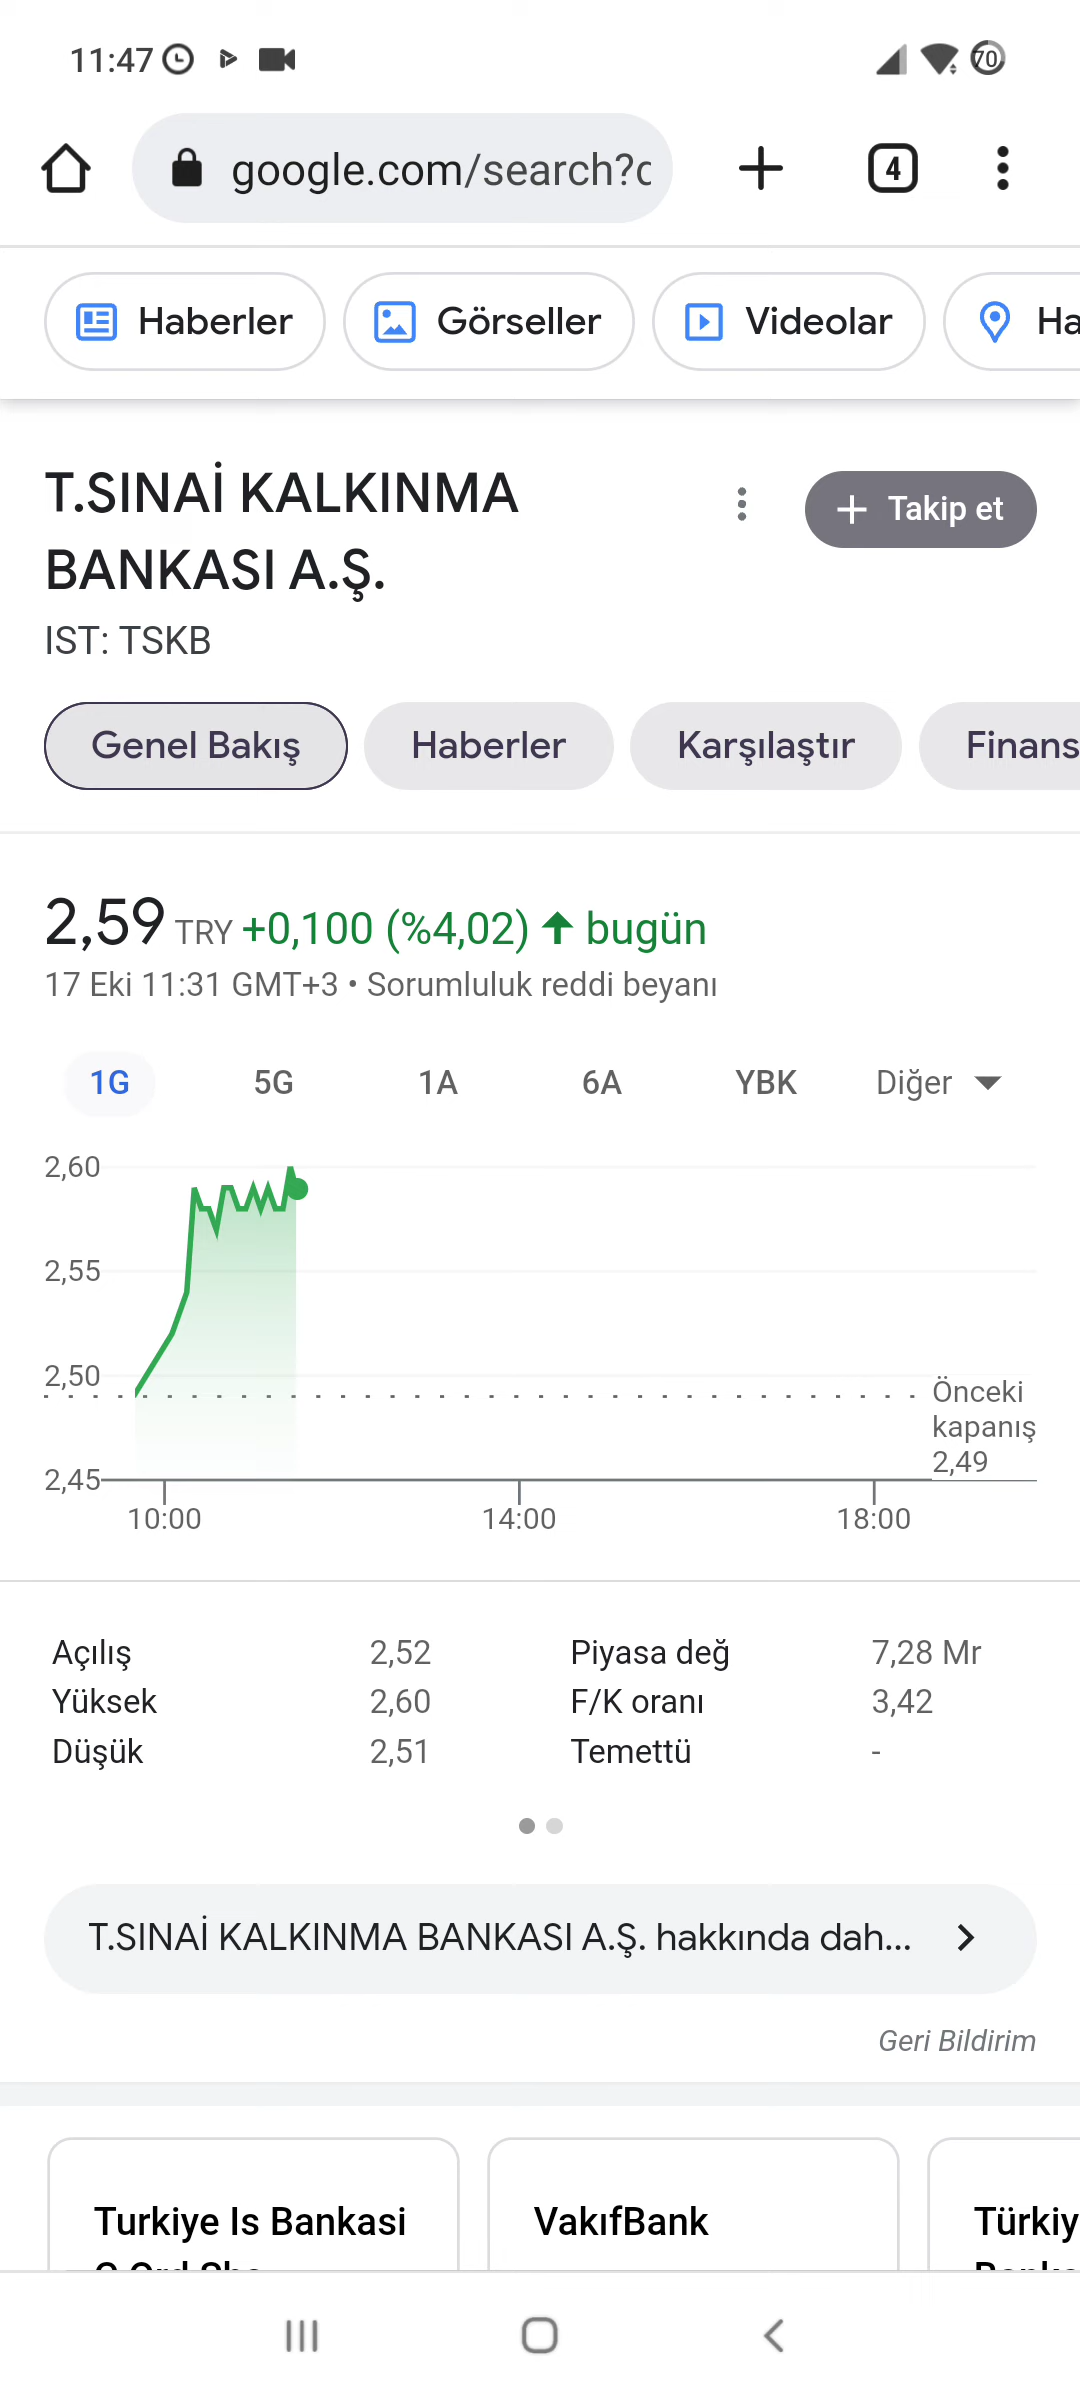 11:47
70
google.com/search?c
4
Haberler
Görseller
Videolar
Ha
T.SINAİ KALKINMA
BANKASI A.Ş.
Takip et
IST: TSKB
Genel Bakış
Haberler
Karşılaştır
Finans
2,59 TRY +0,100 (%4,02) bugün
17 Eki 11:31 GMT+3 • Sorumluluk reddi beyanı
1G
5G
1A
6A
YBK
Diğer
2,60
2,55
2,50
2,45
Önceki
kapanış
2,49
10:00
14:00
18:00
Açılış 2,52
Piyasa değ 7,28 Mr
Yüksek 2,60
F/K oranı 3,42
Düşük 2,51
Temettü -
T.SINAİ KALKINMA BANKASI A.Ş. hakkında dah...
Geri Bildirim
Turkiye Is Bankasi
VakıfBank
Türkiy